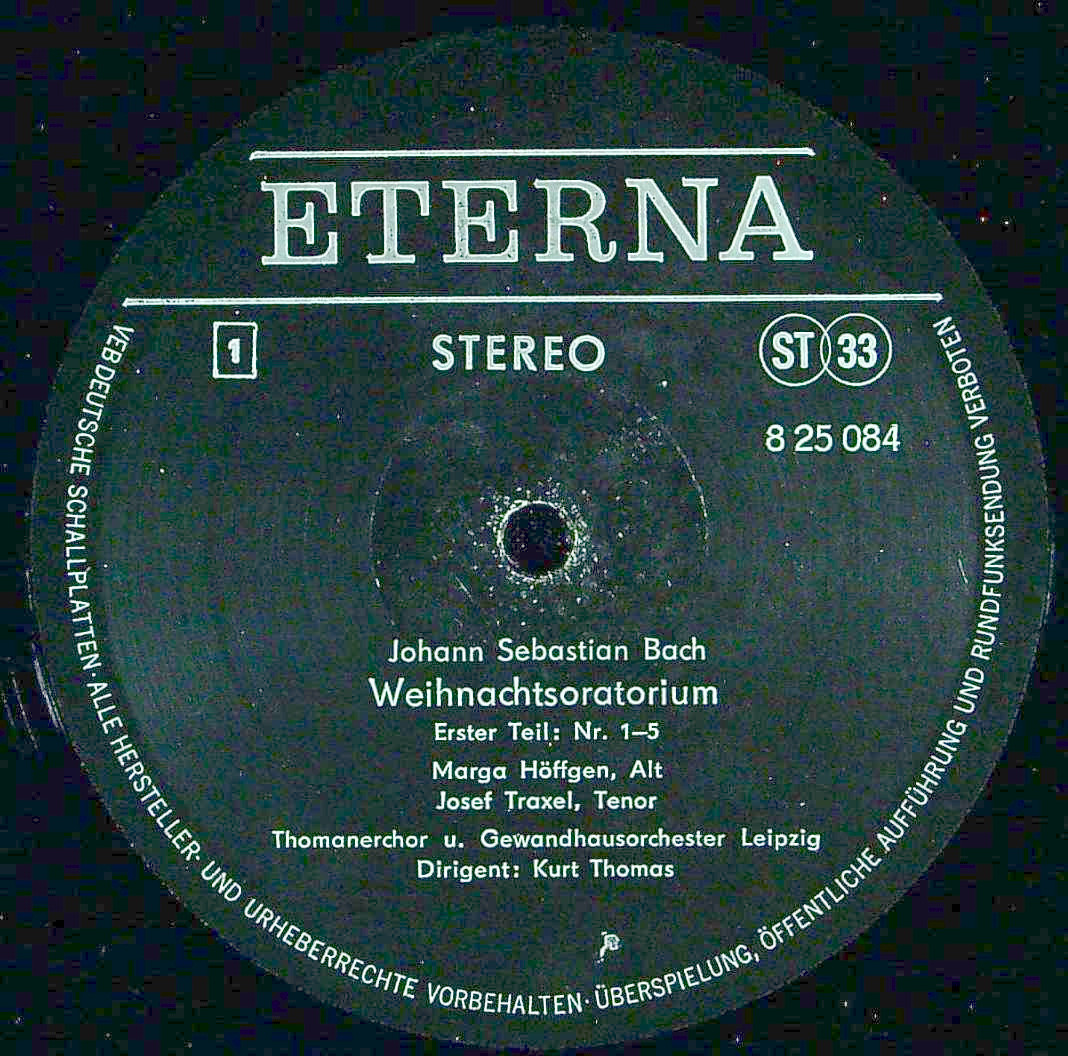 ETERNA
1
STEREO
ST 33
8 25 084
Johann Sebastian Bach
Weihnachtsoratorium
Erster Teil: Nr. 1–5
Marga Höffgen, Alt
Josef Traxel, Tenor
Thomanerchor u. Gewandhausorchester Leipzig
Dirigent: Kurt Thomas
VEB DEUTSCHE SCHALLPLATTEN · ALLE HERSTELLER- UND URHEBERRECHTE VORBEHALTEN · ÜBERSPIELUNG, ÖFFENTLICHE AUFFÜHRUNG UND RUNDFUNKSENDUNG VERBOTEN